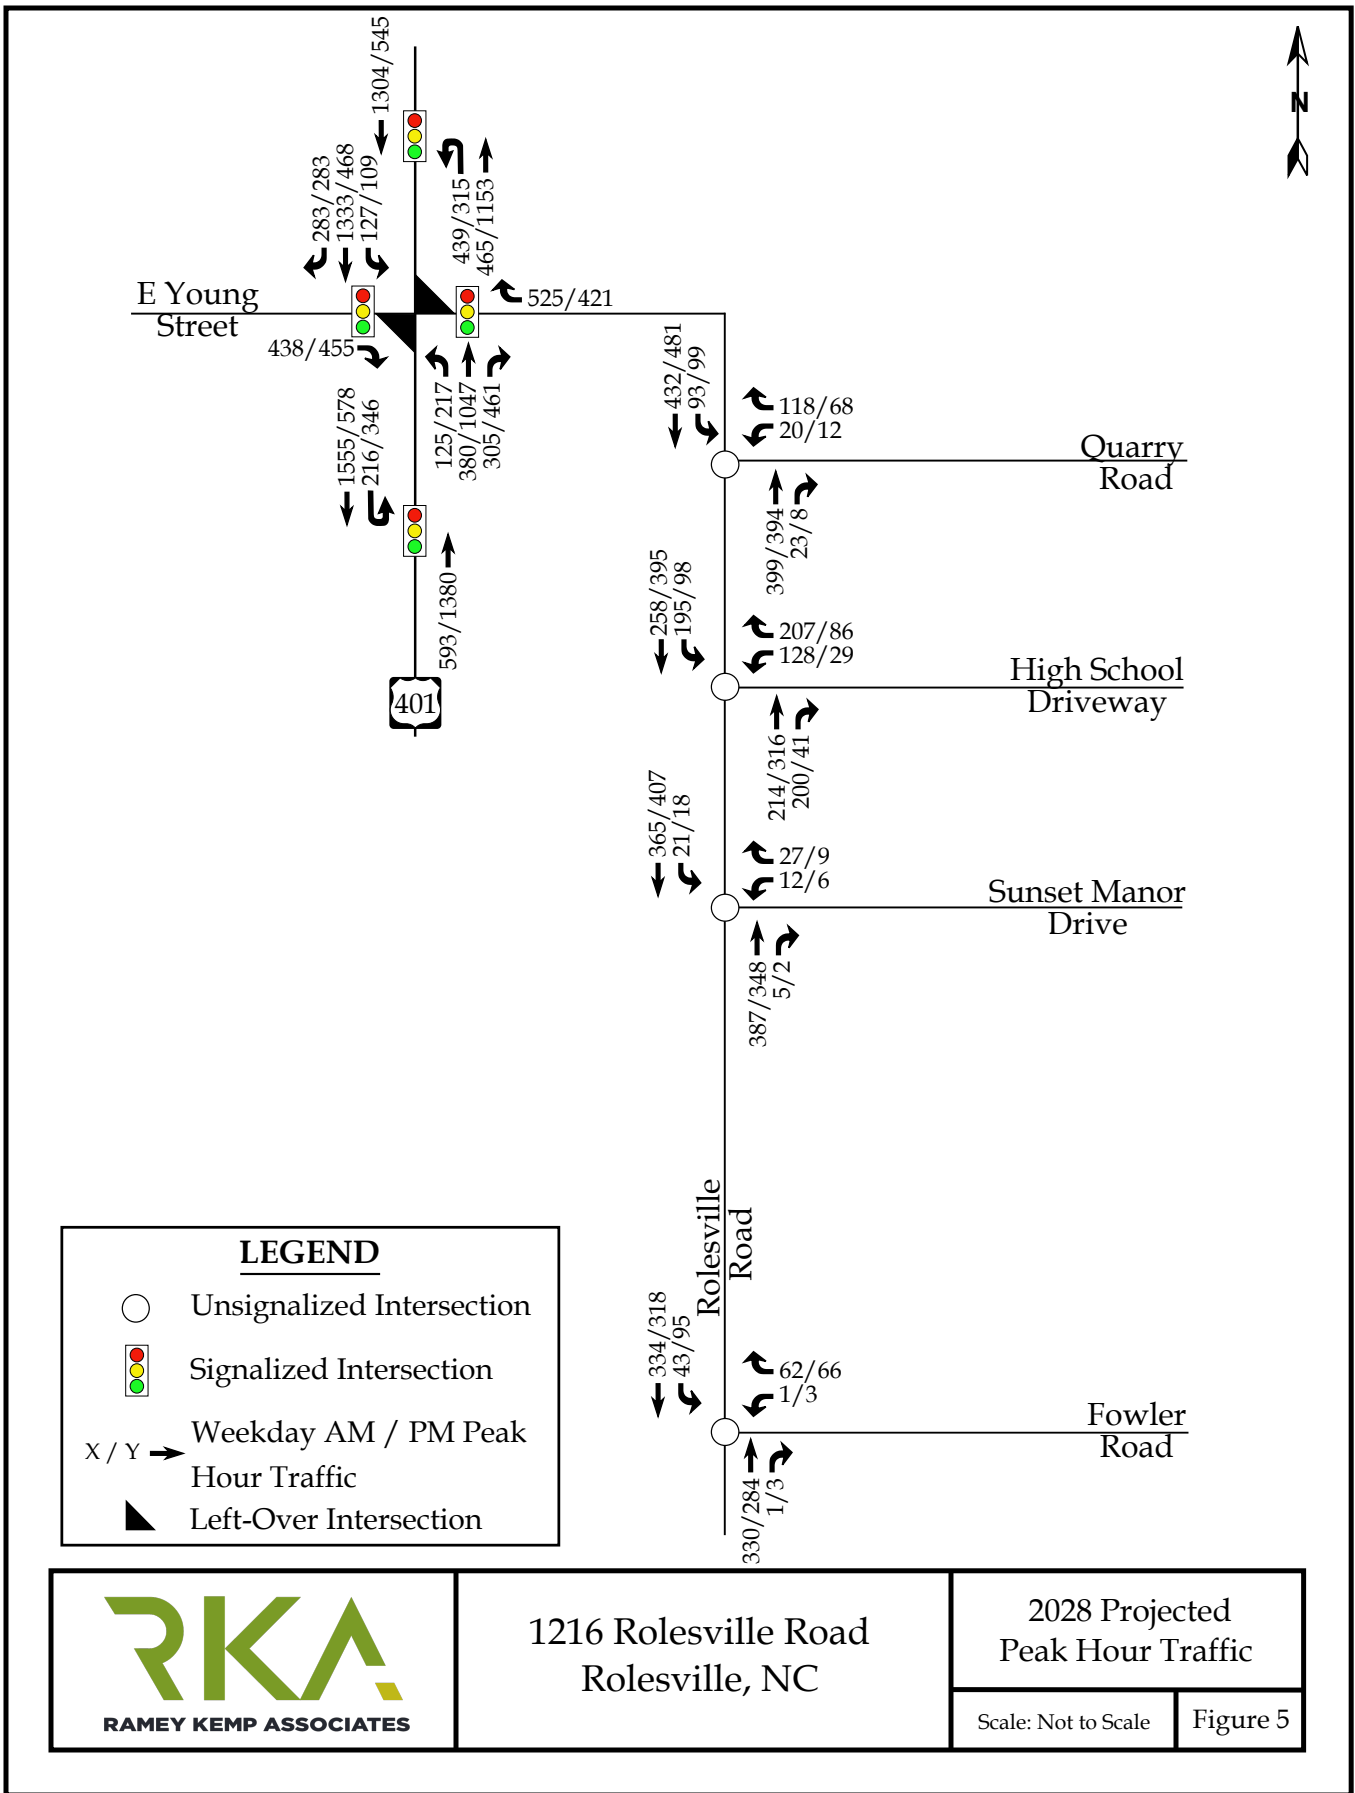 1304/545
N
283/283
1333/468
127/109
439/315
465/1153
E Young
Street
525/421
438/455
1555/578
216/346
125/217
380/1047
305/461
593/1380
401
432/481
93/99
118/68
20/12
Quarry
Road
399/394
23/8
258/395
195/98
207/86
128/29
High School
Driveway
214/316
200/41
365/407
21/18
27/9
12/6
Sunset Manor
Drive
387/348
5/2
Rolesville
Road
334/318
43/95
62/66
1/3
Fowler
Road
330/284
1/3
LEGEND
Unsignalized Intersection
Signalized Intersection
X / Y
Weekday AM / PM Peak
Hour Traffic
Left-Over Intersection
RKA
RAMEY KEMP ASSOCIATES
1216 Rolesville Road
Rolesville, NC
2028 Projected
Peak Hour Traffic
Scale: Not to Scale
Figure 5